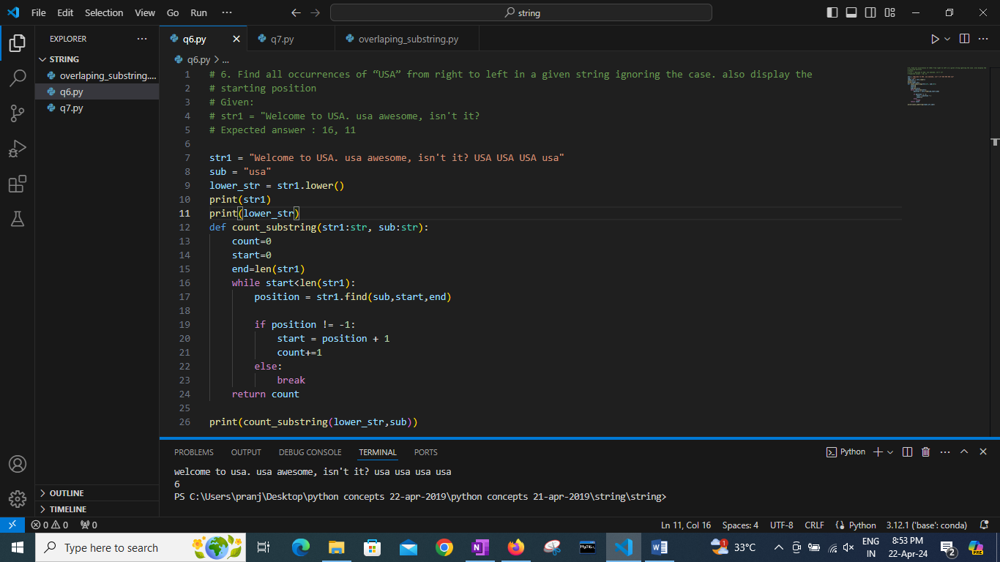 File Edit Selection View Go Run ··· string
EXPLORER ···
STRING
overlaping_substring....
q6.py
q7.py
OUTLINE
TIMELINE
q6.py q7.py overlaping_substring.py
q6.py > ...
1 # 6. Find all occurrences of “USA” from right to left in a given string ignoring the case. also display the
2 # starting position
3 # Given:
4 # str1 = "Welcome to USA. usa awesome, isn't it?
5 # Expected answer : 16, 11
6
7 str1 = "Welcome to USA. usa awesome, isn't it? USA USA USA usa"
8 sub = "usa"
9 lower_str = str1.lower()
10 print(str1)
11 print(lower_str)
12 def count_substring(str1:str, sub:str):
13     count=0
14     start=0
15     end=len(str1)
16     while start<len(str1):
17         position = str1.find(sub,start,end)
18
19         if position != -1:
20             start = position + 1
21             count+=1
22         else:
23             break
24     return count
25
26 print(count_substring(lower_str,sub))
PROBLEMS OUTPUT DEBUG CONSOLE TERMINAL PORTS Python
welcome to usa. usa awesome, isn't it? usa usa usa usa
6
PS C:\Users\pranj\Desktop\python concepts 22-apr-2019\python concepts 21-apr-2019\string\string>
0 0 0 Ln 11, Col 16 Spaces: 4 UTF-8 CRLF Python 3.12.1 ('base': conda)
Type here to search 33°C ENG IN 8:53 PM 22-Apr-24 2